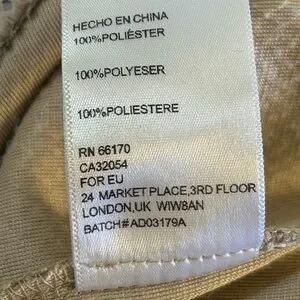 HECHO EN CHINA
100%POLIÉSTER
100%POLYESER
100%POLIESTERE
RN 66170
CA32054
FOR EU
24 MARKET PLACE,3RD FLOOR
LONDON,UK WIW8AN
BATCH#AD03179A